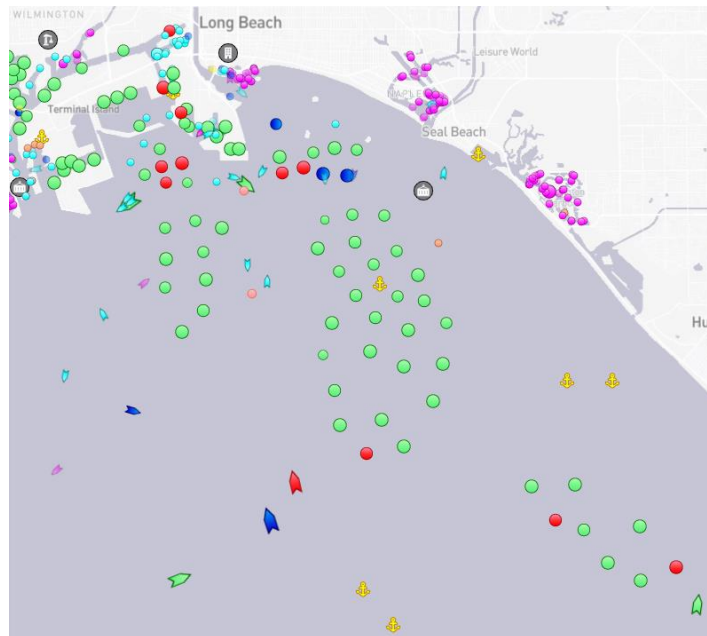 WILMINGTON
Long Beach
Leisure World
Terminal Island
Seal Beach
Hu